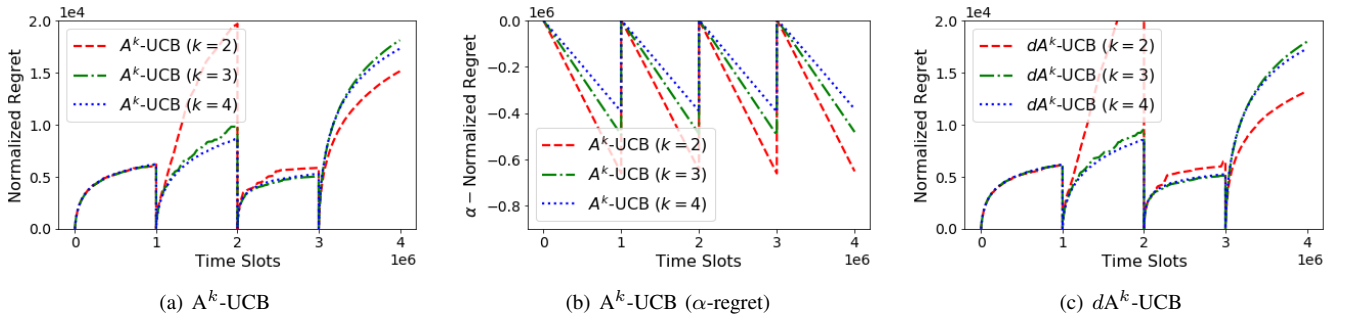 1e4
Normalized Regret
2.0
1.5
1.0
0.5
0.0
A^k-UCB (k = 2)
A^k-UCB (k = 3)
A^k-UCB (k = 4)
0 1 2 3 4
Time Slots
1e6
(a) A^k-UCB
1e6
α − Normalized Regret
0.0
−0.2
−0.4
−0.6
−0.8
A^k-UCB (k = 2)
A^k-UCB (k = 3)
A^k-UCB (k = 4)
0 1 2 3 4
Time Slots
1e6
(b) A^k-UCB (α-regret)
1e4
Normalized Regret
2.0
1.5
1.0
0.5
0.0
dA^k-UCB (k = 2)
dA^k-UCB (k = 3)
dA^k-UCB (k = 4)
0 1 2 3 4
Time Slots
1e6
(c) dA^k-UCB